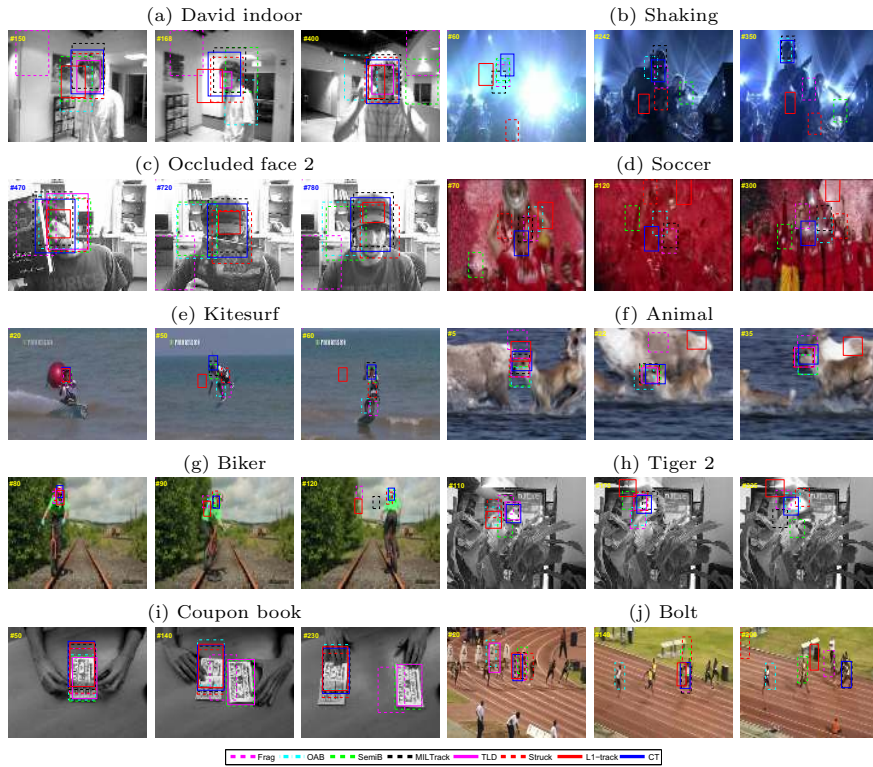 (a) David indoor
(b) Shaking
#150 #168 #400 #60 #242 #350
(c) Occluded face 2
(d) Soccer
#470 #720 #780 #70 #120 #300
(e) Kitesurf
(f) Animal
#20 #50 #60 #5 #35
(g) Biker
(h) Tiger 2
#80 #90 #120 #110
(i) Coupon book
(j) Bolt
#50 #140 #230 #140
Frag OAB SemiB MILTrack TLD Struck L1-track CT